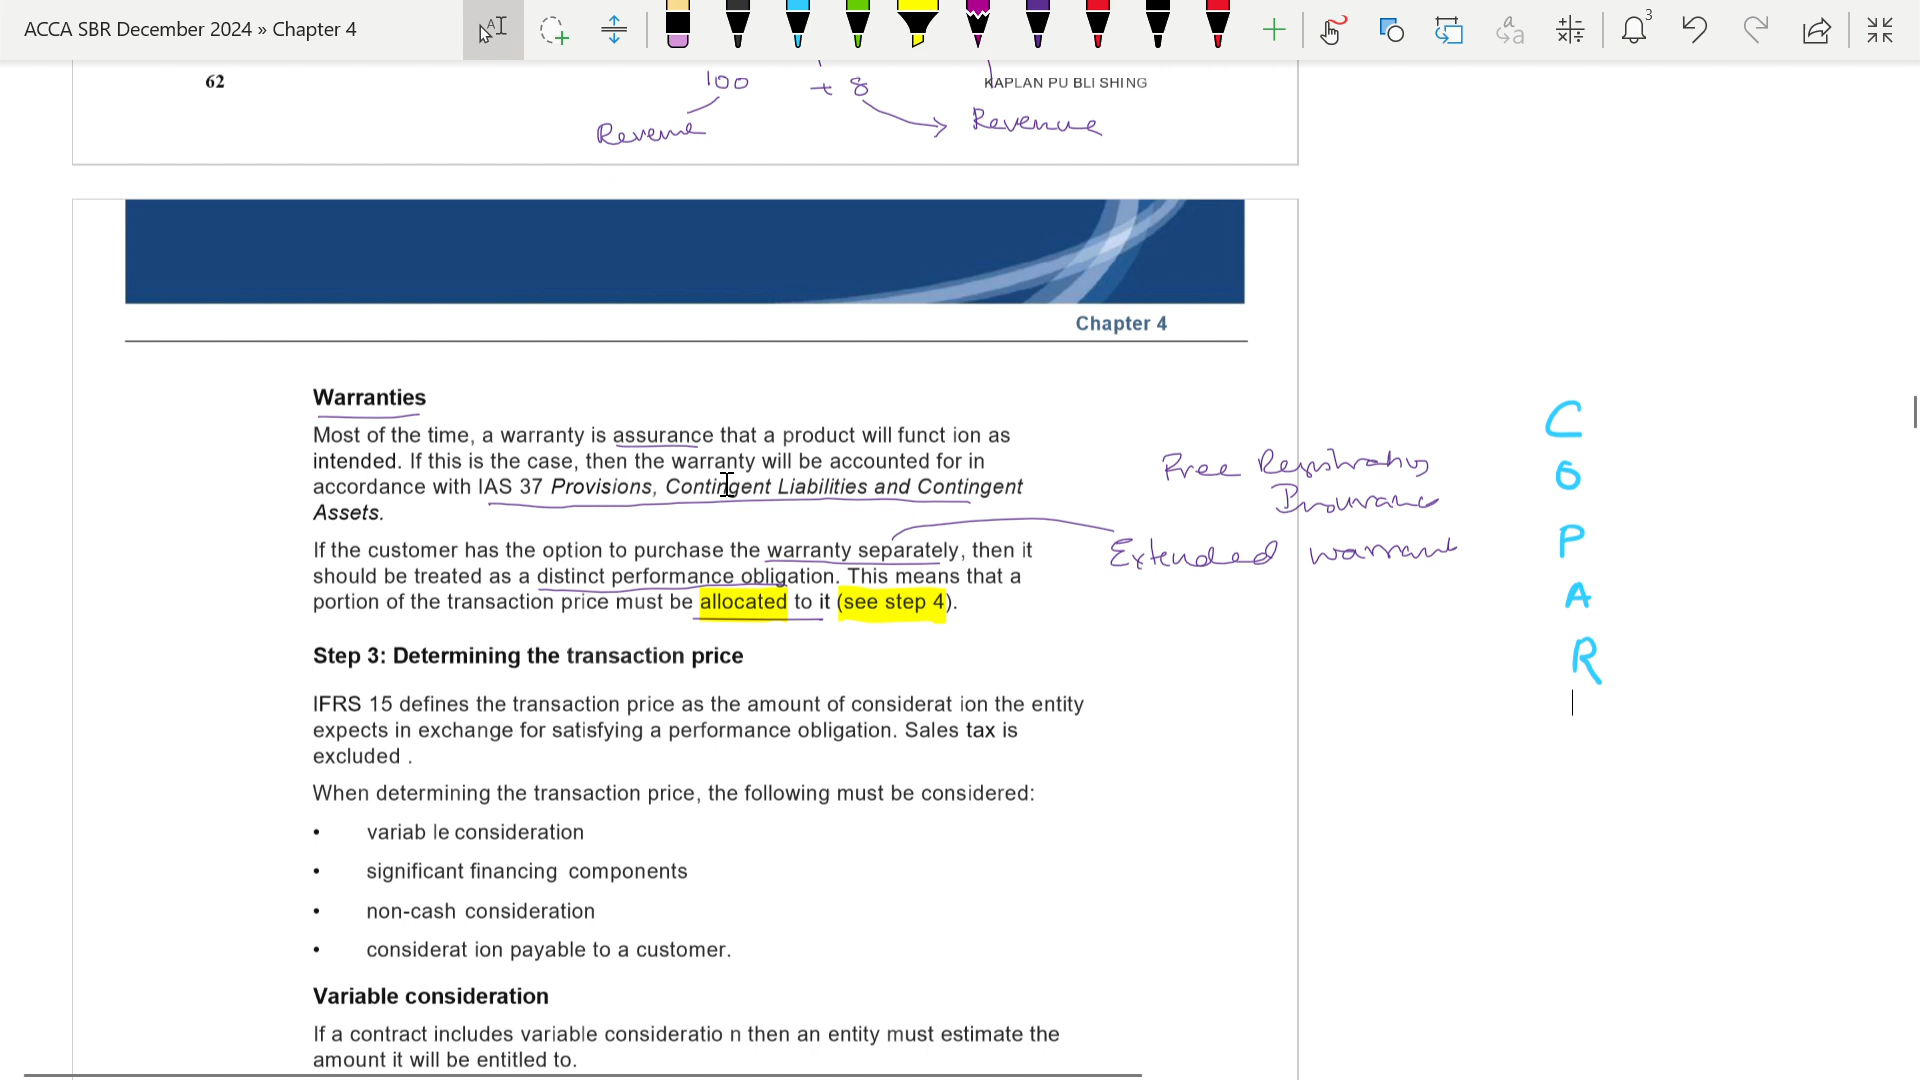 ACCA SBR December 2024 » Chapter 4
3
62
100 + 8
KAPLAN PU BLI SHING
Revenue
Revenue
Chapter 4
Warranties
Most of the time, a warranty is assurance that a product will funct ion as
intended. If this is the case, then the warranty will be accounted for in
accordance with IAS 37 Provisions, Contingent Liabilities and Contingent
Assets.
Free Registration
Insurance
If the customer has the option to purchase the warranty separately, then it
Extended warrant
should be treated as a distinct performance obligation. This means that a
portion of the transaction price must be allocated to it (see step 4).
C
O
P
A
R
Step 3: Determining the transaction price
IFRS 15 defines the transaction price as the amount of considerat ion the entity
expects in exchange for satisfying a performance obligation. Sales tax is
excluded .
When determining the transaction price, the following must be considered:
• variab le consideration
• significant financing components
• non-cash consideration
• considerat ion payable to a customer.
Variable consideration
If a contract includes variable consideratio n then an entity must estimate the
amount it will be entitled to.